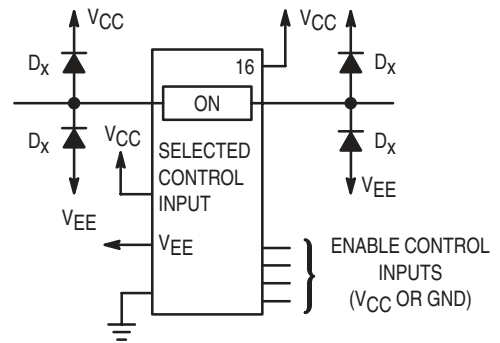 VCC
VCC
16
DX
DX
ON
DX
VCC
SELECTED
CONTROL
INPUT
DX
VEE
VEE
VEE
ENABLE CONTROL
INPUTS
(VCC OR GND)